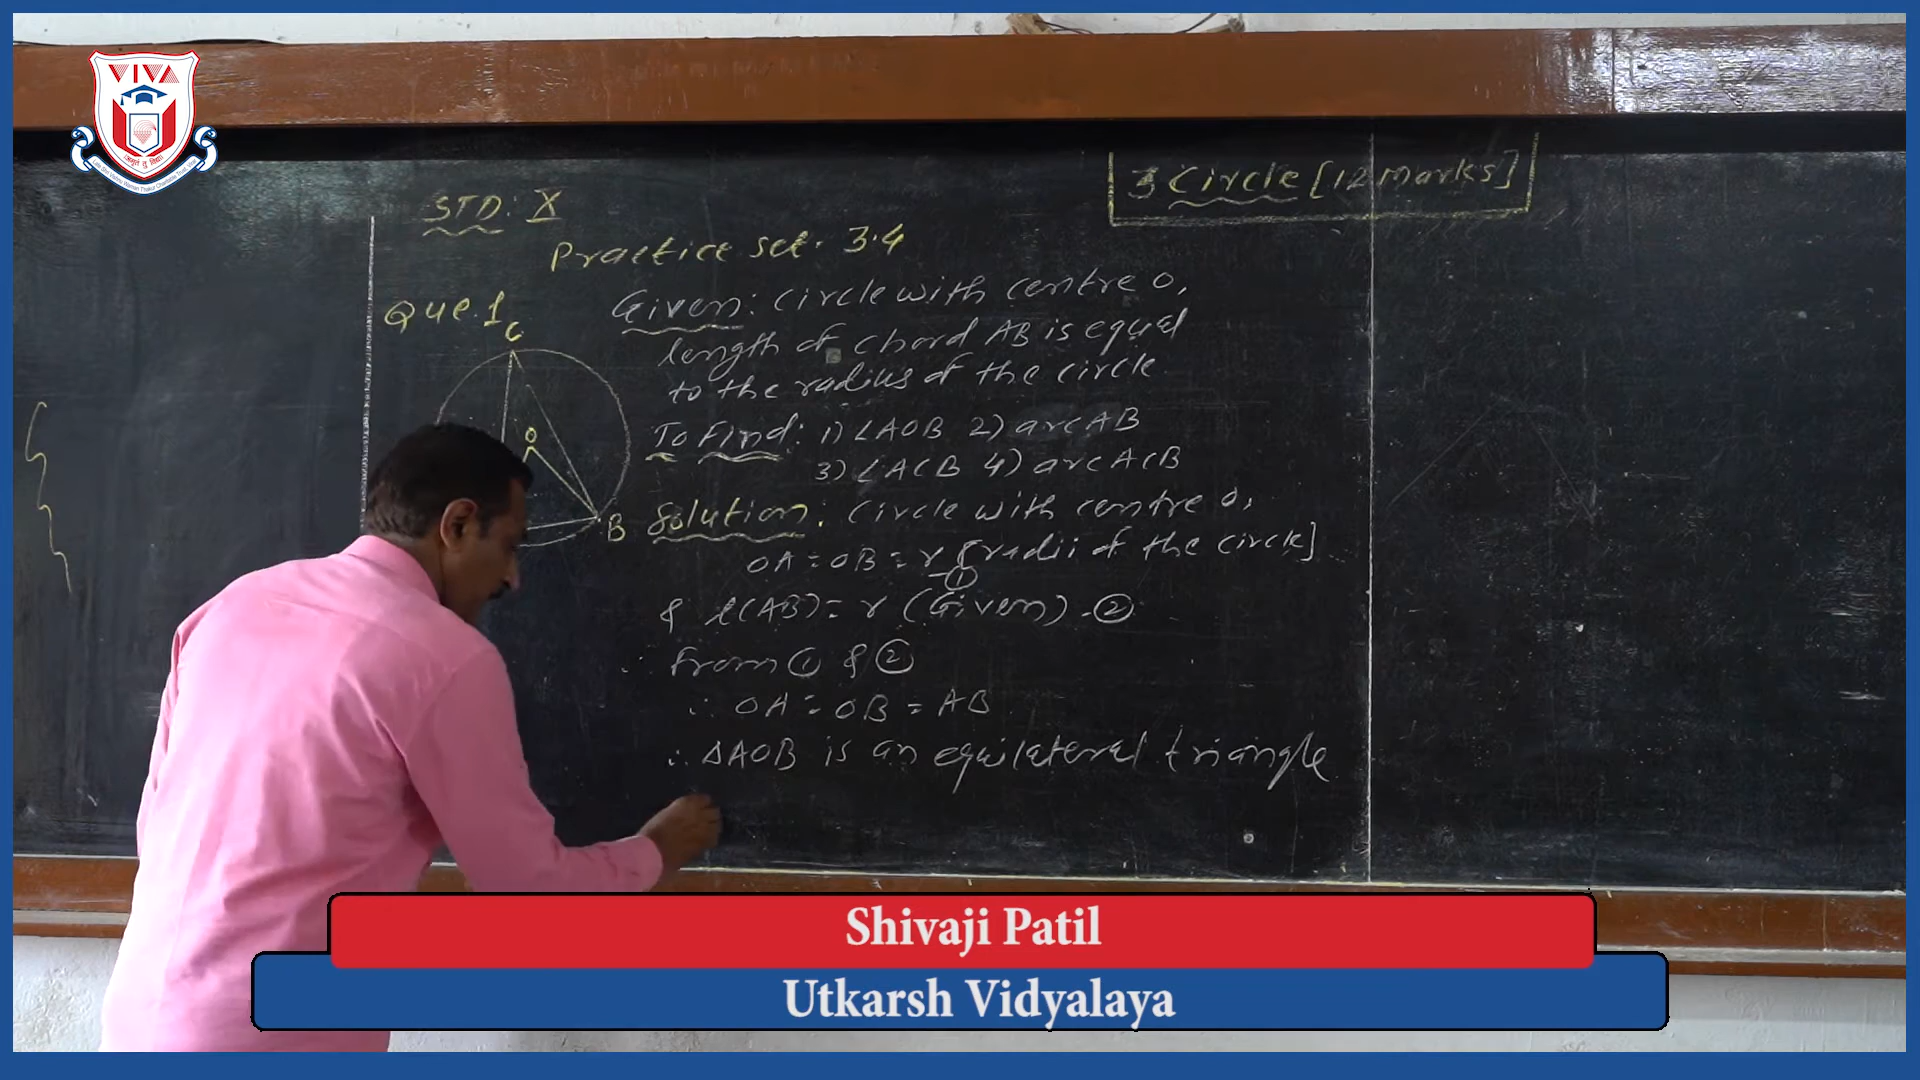 VIVA
STD: X
3 Circle [12 Marks]
Practice set. 3.4
Que.1
Given: Circle with centre O,
length of chord AB is equal
to the radius of the circle.
To Find: 1) ∠AOB 2) arc AB
3) ∠ACB 4) arc ACB
Solution: Circle with centre O,
OA = OB = r [radii of the circle]
①
& l(AB) = r (Given) - ②
∴ From ① & ②
∴ OA = OB = AB
∴ ΔAOB is an equilateral triangle
C
O
B
Shivaji Patil
Utkarsh Vidyalaya